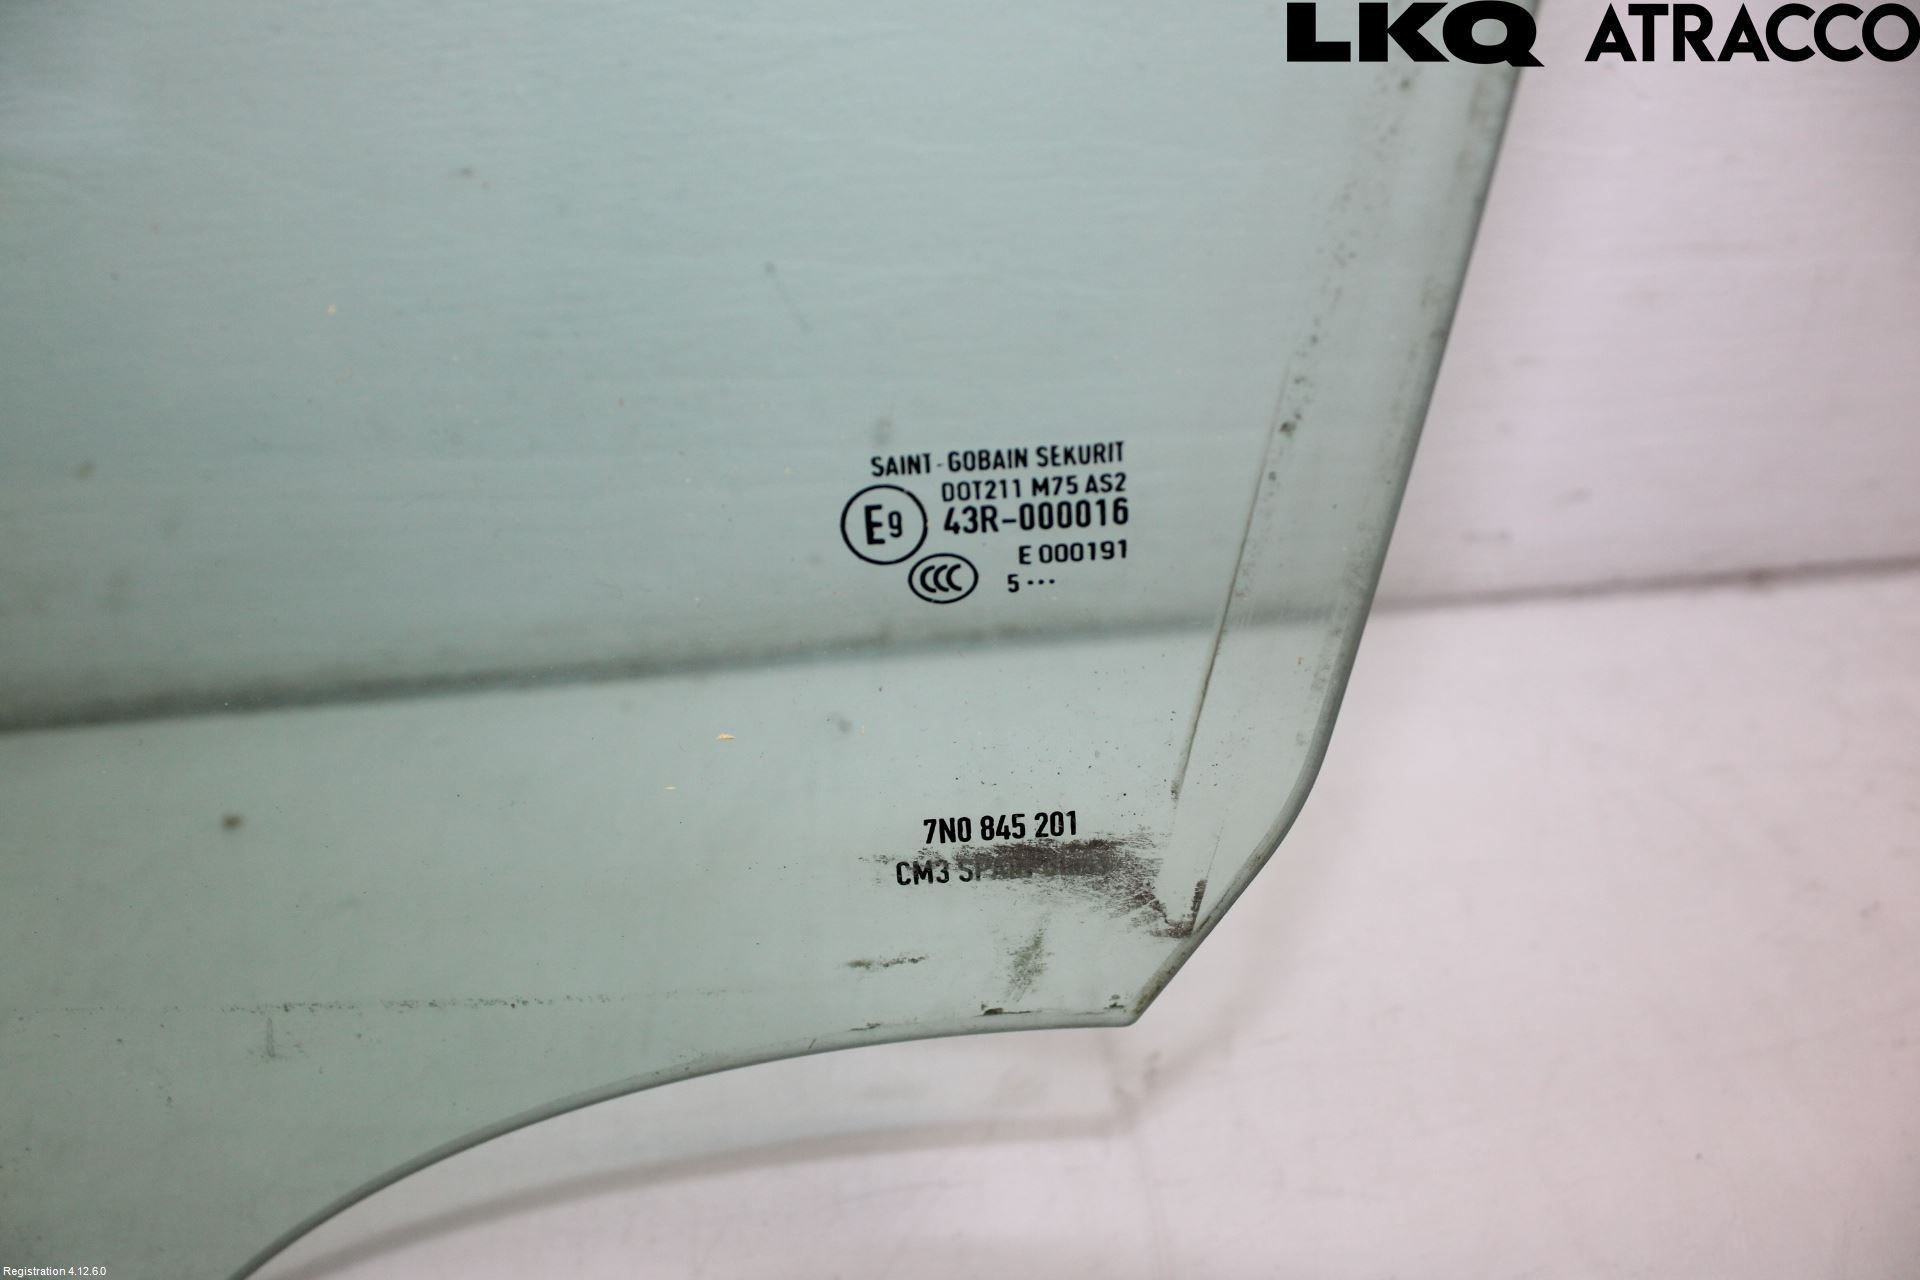 LKQ ATRACCO
SAINT-GOBAIN SEKURIT
DOT211 M75 AS2
E9 43R-000016
E 000191
CCC 5 ...
7N0 845 201
CM3
Registration 4.12.6.0